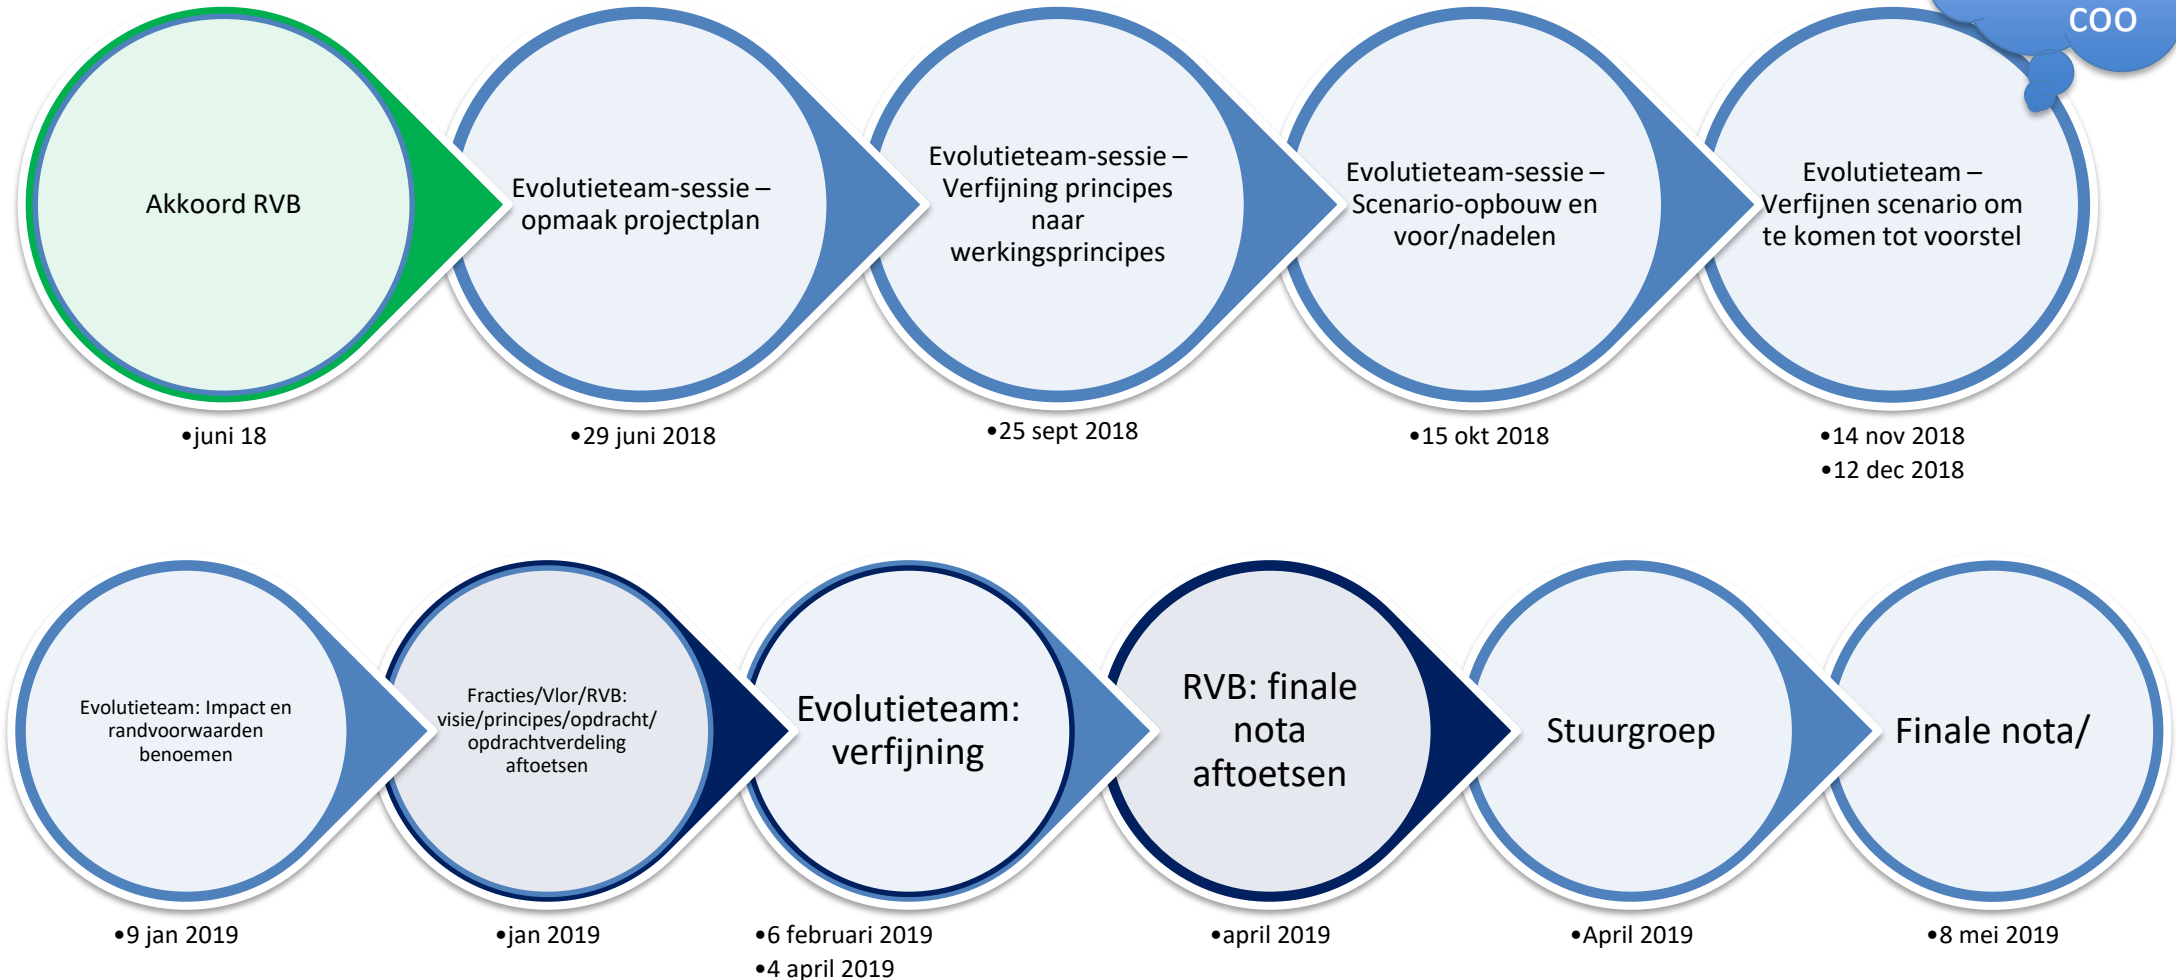 coo
Akkoord RVB
Evolutieteam-sessie –
opmaak projectplan
Evolutieteam-sessie –
Verfijning principes
naar
werkingsprincipes
Evolutieteam-sessie –
Scenario-opbouw en
voor/nadelen
Evolutieteam –
Verfijnen scenario om
te komen tot voorstel
•juni 18
•29 juni 2018
•25 sept 2018
•15 okt 2018
•14 nov 2018
•12 dec 2018
Evolutieteam: Impact en
randvoorwaarden
benoemen
Fracties/Vlor/RVB:
visie/principes/opdracht/
opdrachtverdeling
aftoetsen
Evolutieteam:
verfijning
RVB: finale
nota
aftoetsen
Stuurgroep
Finale nota/
•9 jan 2019
•jan 2019
•6 februari 2019
•4 april 2019
•april 2019
•April 2019
•8 mei 2019